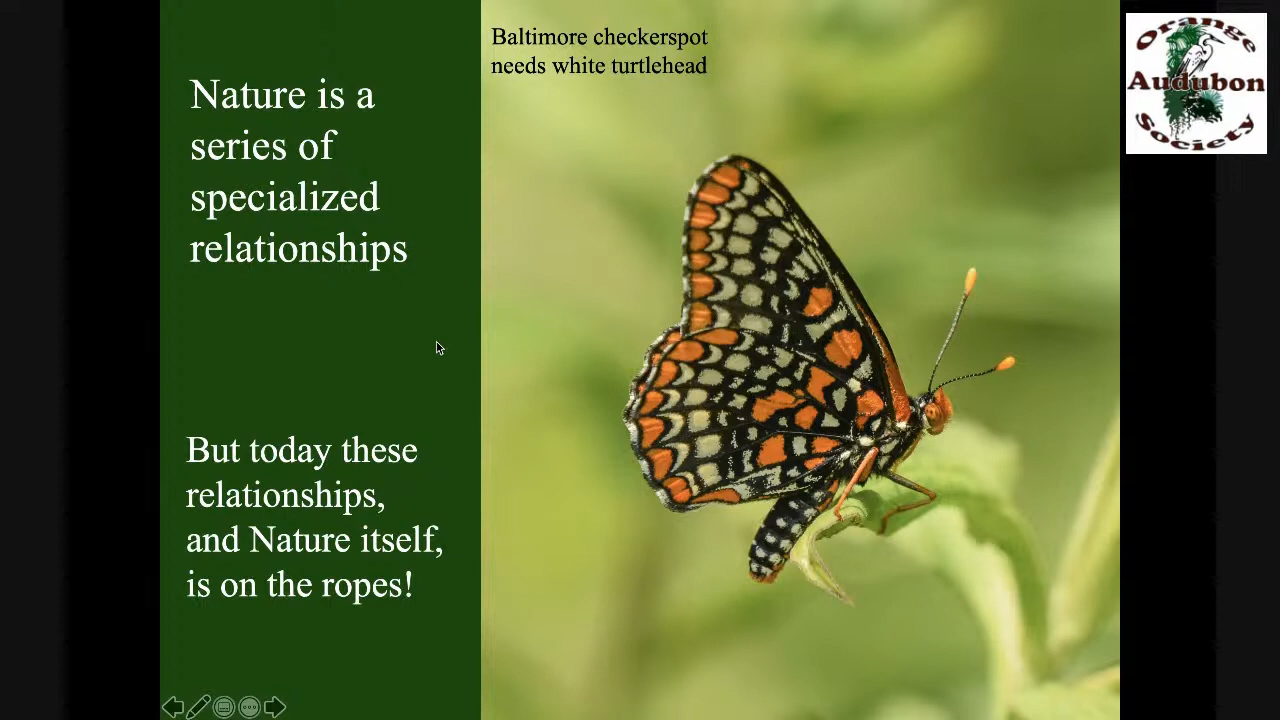 Nature is a
series of
specialized
relationships
But today these
relationships,
and Nature itself,
is on the ropes!
Baltimore checkerspot
needs white turtlehead
Orange
Audubon
Society